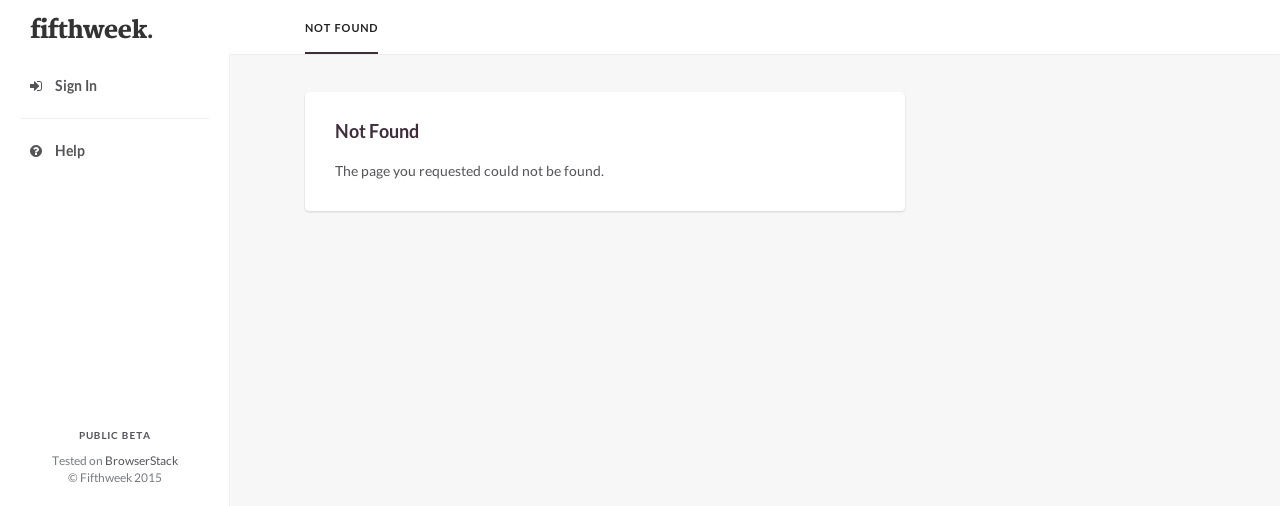 fifthweek.
Sign In
Help
PUBLIC BETA
Tested on BrowserStack
© Fifthweek 2015
NOT FOUND
Not Found
The page you requested could not be found.